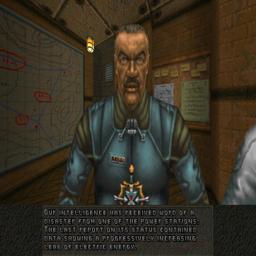 Our intelligence has received word of a
disaster from one of the power stations.
The last report on its status contained
data showing a progressively increasing
leak of electric energy.